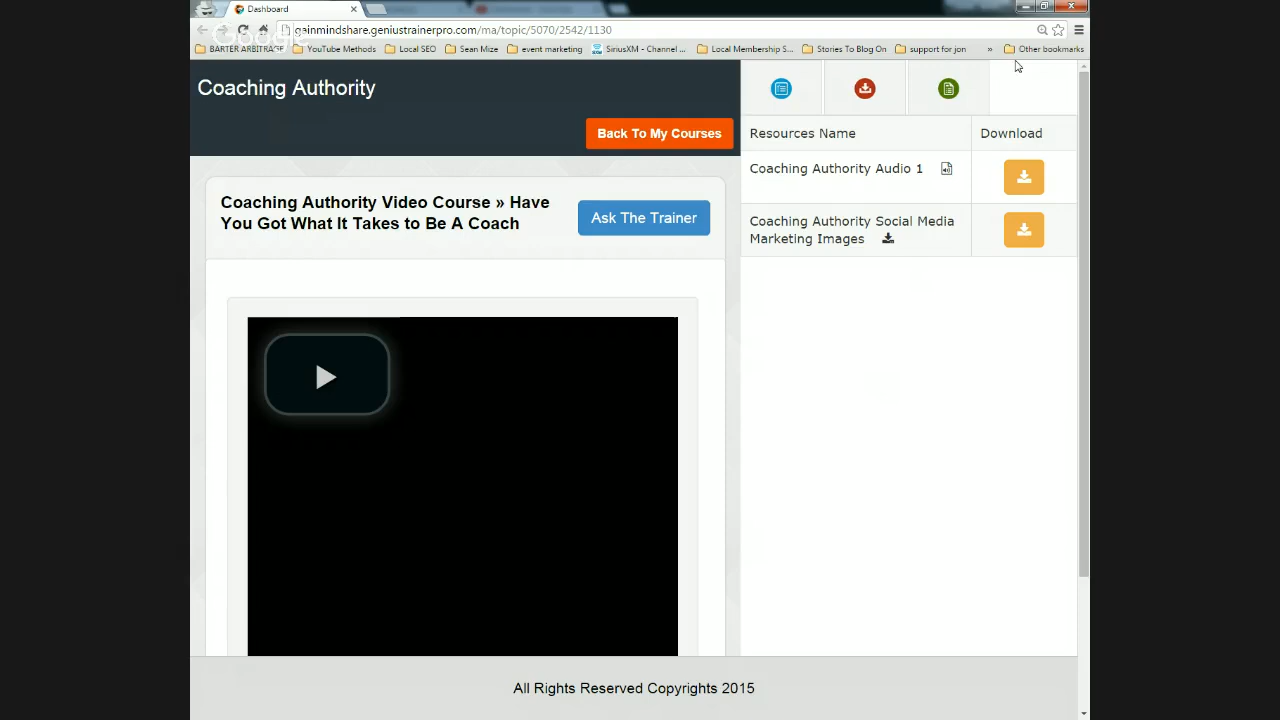 Dashboard
Google
gainmindshare.geniustrainerpro.com/ma/topic/5070/2542/1130
BARTER ARBITRAGE YouTube Methods Local SEO Sean Mize event marketing SiriusXM - Channel ... Local Membership S... Stories To Blog On support for jon » Other bookmarks
Coaching Authority
Back To My Courses
Coaching Authority Video Course » Have
You Got What It Takes to Be A Coach
Ask The Trainer
Resources Name Download
Coaching Authority Audio 1
Coaching Authority Social Media
Marketing Images
All Rights Reserved Copyrights 2015